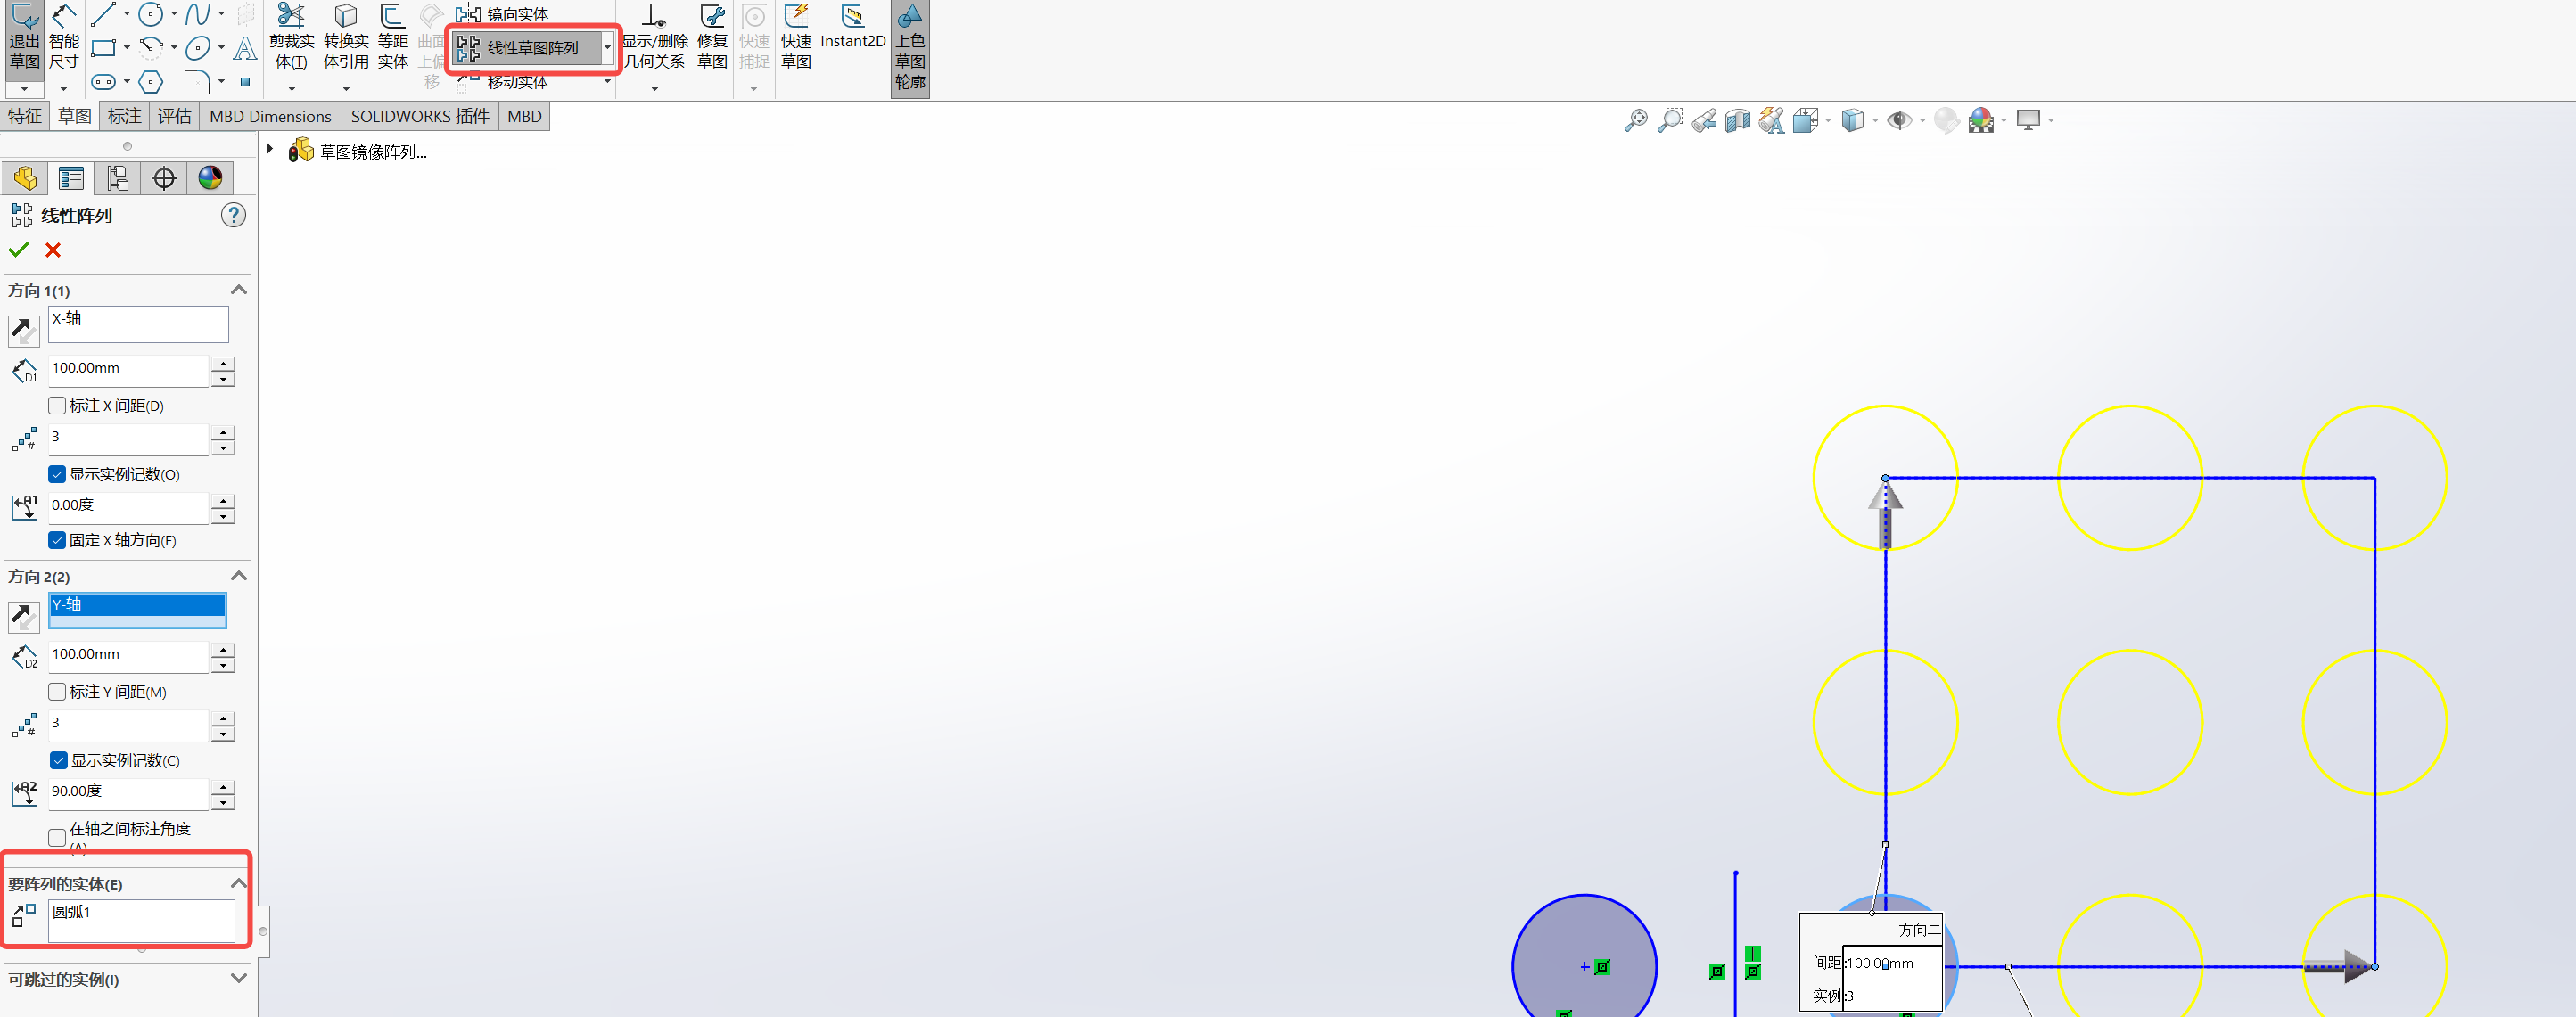 退出
草图
智能
尺寸
剪裁实
体(T)
转换实
体引用
等距
实体
曲面
上偏
移
镜向实体
线性草图阵列
移动实体
显示/删除
几何关系
修复
草图
快速
捕捉
快速
草图
Instant2D
上色
草图
轮廓
特征 草图 标注 评估 MBD Dimensions SOLIDWORKS 插件 MBD
草图镜像阵列...
线性阵列
方向 1(1)
X-轴
D1 100.00mm
标注 X 间距(D)
# 3
显示实例记数(O)
A1 0.00度
固定 X 轴方向(F)
方向 2(2)
Y-轴
D2 100.00mm
标注 Y 间距(M)
# 3
显示实例记数(C)
A2 90.00度
在轴之间标注角度
(A)
要阵列的实体(E)
圆弧1
可跳过的实例(I)
方向二
间距:100.00mm
实例:3